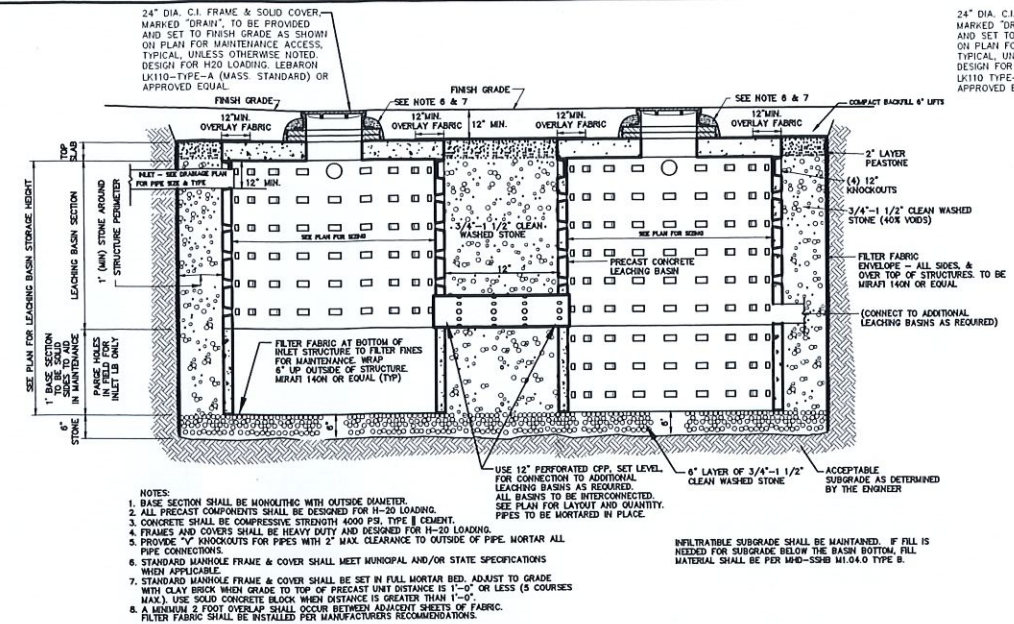 24" DIA. C.I. FRAME & SOLID COVER,
MARKED "DRAIN", TO BE PROVIDED
AND SET TO FINISH GRADE AS SHOWN
ON PLAN FOR MAINTENANCE ACCESS,
TYPICAL, UNLESS OTHERWISE NOTED.
DESIGN FOR H20 LOADING. LEBARON
LK110-TYPE-A (MASS. STANDARD) OR
APPROVED EQUAL.
24" DIA. C.I.
MARKED "DR
AND SET TO
ON PLAN FO
TYPICAL, UN
DESIGN FOR
LK110 TYPE-
APPROVED E
FINISH GRADE
FINISH GRADE
SEE NOTE 6 & 7
SEE NOTE 6 & 7
COMPACT BACKFILL 6" LIFTS
12"MIN.
OVERLAY FABRIC
12"MIN.
OVERLAY FABRIC
12" MIN.
12"MIN.
OVERLAY FABRIC
12"MIN.
OVERLAY FABRIC
TOP
SLAB
2" LAYER
PEASTONE
INLET - SEE DRAINAGE PLAN
FOR PIPE SIZE & TYPE
12" MIN.
(4) 12"
KNOCKOUTS
3/4"-1 1/2" CLEAN WASHED
STONE (40% VOIDS)
3/4"-1 1/2" CLEAN
WASHED STONE
SEE PLAN FOR SIZING
SEE PLAN FOR SIZING
SEE PLAN FOR LEACHING BASIN STORAGE HEIGHT
LEACHING BASIN SECTION
1' (MIN) STONE AROUND
STRUCTURE PERIMETER
12"
PRECAST CONCRETE
LEACHING BASIN
FILTER FABRIC
ENVELOPE - ALL SIDES, &
OVER TOP OF STRUCTURES. TO BE
MIRAFI 140N OR EQUAL
(CONNECT TO ADDITIONAL
LEACHING BASINS AS REQUIRED)
1' BASE SECTION
TO BE SOLID
SIDES TO AID
IN MAINTENANCE
PARGE HOLES
IN FIELD FOR
INLET LB ONLY
FILTER FABRIC AT BOTTOM OF
INLET STRUCTURE TO FILTER FINES
FOR MAINTENANCE. WRAP
6" UP OUTSIDE OF STRUCTURE.
MIRAFI 140N OR EQUAL (TYP)
6"
STONE
6"
6"
USE 12" PERFORATED CPP, SET LEVEL
FOR CONNECTION TO ADDITIONAL
LEACHING BASINS AS REQUIRED.
ALL BASINS TO BE INTERCONNECTED.
SEE PLAN FOR LAYOUT AND QUANTITY.
PIPES TO BE MORTARED IN PLACE.
6" LAYER OF 3/4"-1 1/2"
CLEAN WASHED STONE
ACCEPTABLE
SUBGRADE AS DETERMINED
BY THE ENGINEER
NOTES:
1. BASE SECTION SHALL BE MONOLITHIC WITH OUTSIDE DIAMETER.
2. ALL PRECAST COMPONENTS SHALL BE DESIGNED FOR H-20 LOADING.
3. CONCRETE SHALL BE COMPRESSIVE STRENGTH 4000 PSI, TYPE II CEMENT.
4. FRAMES AND COVERS SHALL BE HEAVY DUTY AND DESIGNED FOR H-20 LOADING.
5. PROVIDE "V" KNOCKOUTS FOR PIPES WITH 2" MAX. CLEARANCE TO OUTSIDE OF PIPE. MORTAR ALL
PIPE CONNECTIONS.
6. STANDARD MANHOLE FRAME & COVER SHALL MEET MUNICIPAL AND/OR STATE SPECIFICATIONS
WHEN APPLICABLE.
7. STANDARD MANHOLE FRAME & COVER SHALL BE SET IN FULL MORTAR BED. ADJUST TO GRADE
WITH CLAY BRICK WHEN GRADE TO TOP OF PRECAST UNIT DISTANCE IS 1'-0" OR LESS (5 COURSES
MAX.). USE SOLID CONCRETE BLOCK WHEN DISTANCE IS GREATER THAN 1'-0".
8. A MINIMUM 2 FOOT OVERLAP SHALL OCCUR BETWEEN ADJACENT SHEETS OF FABRIC.
FILTER FABRIC SHALL BE INSTALLED PER MANUFACTURERS RECOMMENDATIONS.
INFILTRATIBLE SUBGRADE SHALL BE MAINTAINED. IF FILL IS
NEEDED FOR SUBGRADE BELOW THE BASIN BOTTOM, FILL
MATERIAL SHALL BE PER MHD-SSHB M1.04.0 TYPE B.